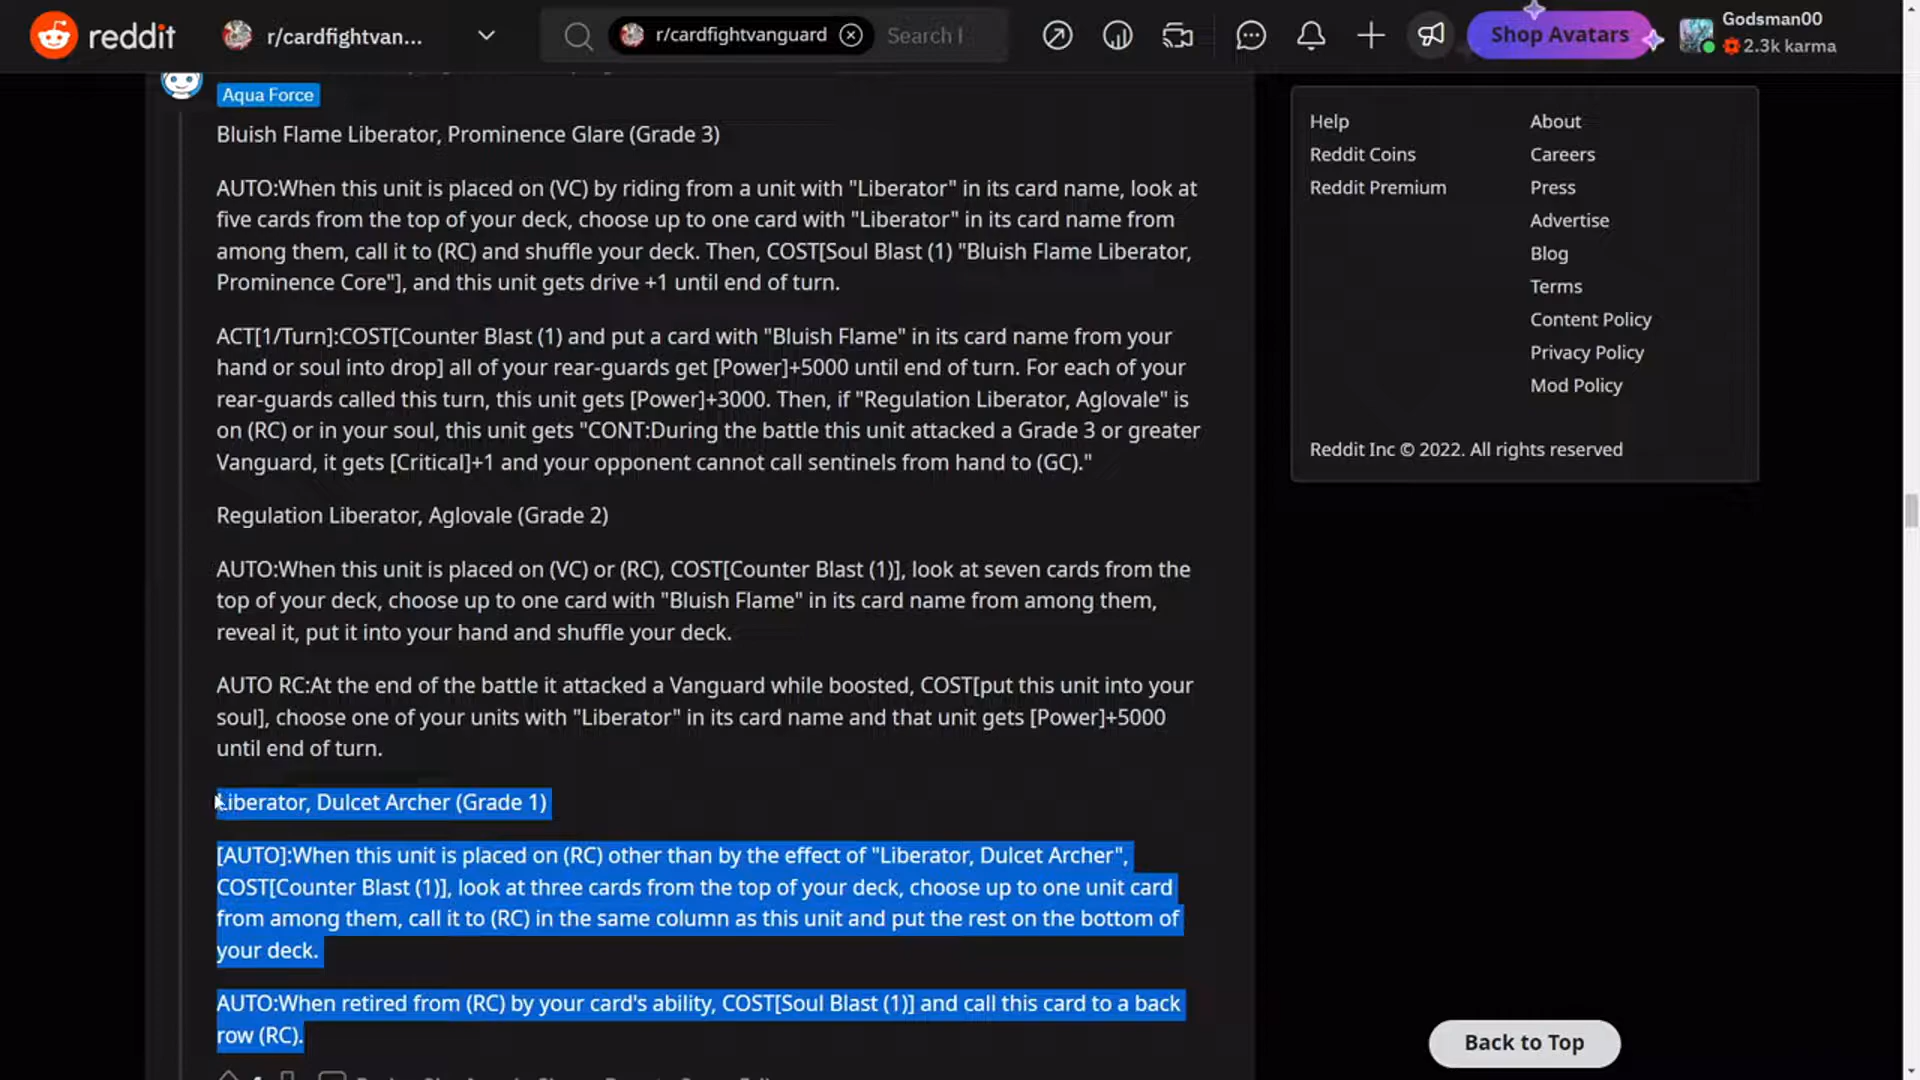 reddit
r/cardfightvan...
r/cardfightvanguard
Search
Shop Avatars
Godsman00
2.3k karma
Aqua Force
Bluish Flame Liberator, Prominence Glare (Grade 3)
AUTO:When this unit is placed on (VC) by riding from a unit with "Liberator" in its card name, look at
five cards from the top of your deck, choose up to one card with "Liberator" in its card name from
among them, call it to (RC) and shuffle your deck. Then, COST[Soul Blast (1) "Bluish Flame Liberator,
Prominence Core"], and this unit gets drive +1 until end of turn.
ACT[1/Turn]:COST[Counter Blast (1) and put a card with "Bluish Flame" in its card name from your
hand or soul into drop] all of your rear-guards get [Power]+5000 until end of turn. For each of your
rear-guards called this turn, this unit gets [Power]+3000. Then, if "Regulation Liberator, Aglovale" is
on (RC) or in your soul, this unit gets "CONT:During the battle this unit attacked a Grade 3 or greater
Vanguard, it gets [Critical]+1 and your opponent cannot call sentinels from hand to (GC)."
Regulation Liberator, Aglovale (Grade 2)
AUTO:When this unit is placed on (VC) or (RC), COST[Counter Blast (1)], look at seven cards from the
top of your deck, choose up to one card with "Bluish Flame" in its card name from among them,
reveal it, put it into your hand and shuffle your deck.
AUTO RC:At the end of the battle it attacked a Vanguard while boosted, COST[put this unit into your
soul], choose one of your units with "Liberator" in its card name and that unit gets [Power]+5000
until end of turn.
Liberator, Dulcet Archer (Grade 1)
[AUTO]:When this unit is placed on (RC) other than by the effect of "Liberator, Dulcet Archer",
COST[Counter Blast (1)], look at three cards from the top of your deck, choose up to one unit card
from among them, call it to (RC) in the same column as this unit and put the rest on the bottom of
your deck.
AUTO:When retired from (RC) by your card's ability, COST[Soul Blast (1)] and call this card to a back
row (RC).
Help
Reddit Coins
Reddit Premium
About
Careers
Press
Advertise
Blog
Terms
Content Policy
Privacy Policy
Mod Policy
Reddit Inc © 2022. All rights reserved
Back to Top